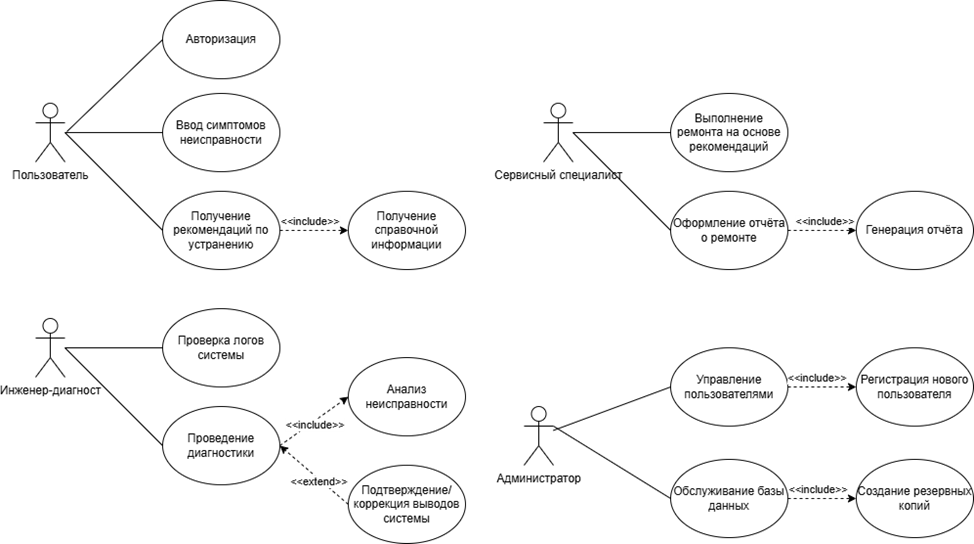 Авторизация
Ввод симптомов
неисправности
Пользователь
Получение
рекомендаций по
устранению
<<include>>
Получение
справочной
информации
Выполнение
ремонта на основе
рекомендаций
Сервисный специалист
Оформление отчёта
о ремонте
<<include>>
Генерация отчёта
Проверка логов
системы
Инженер-диагност
Проведение
диагностики
<<include>>
Анализ
неисправности
<<extend>>
Подтверждение/
коррекция выводов
системы
Управление
пользователями
<<include>>
Регистрация нового
пользователя
Администратор
Обслуживание базы
данных
<<include>>
Создание резервных
копий